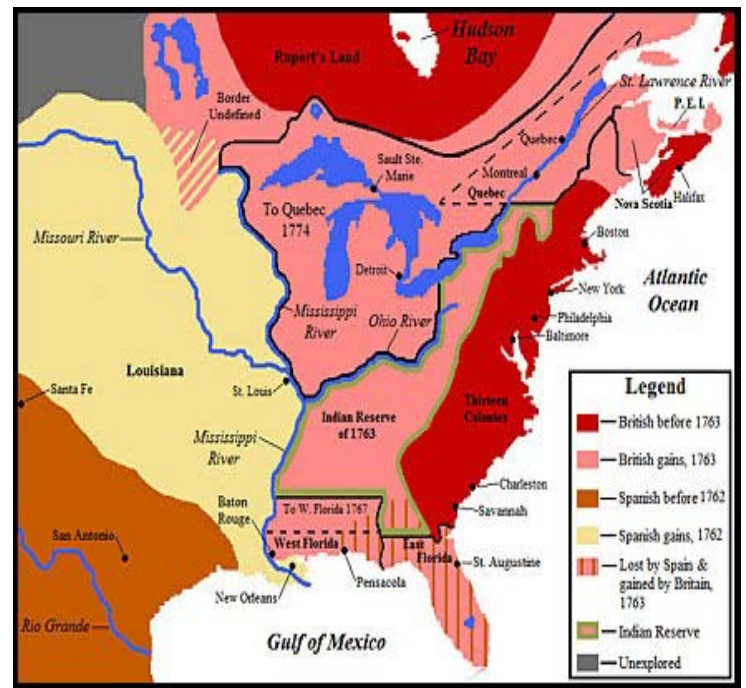 Hudson
Bay
Rupert's Land
St. Lawrence River
P.E.I.
Border
Undefined
Quebec
Sault Ste.
Marie
Montreal
Quebec
Nova Scotia
Halifax
To Quebec
1774
Boston
Missouri River
Detroit
Atlantic
Ocean
New York
Mississippi
River
Ohio River
Philadelphia
Baltimore
Louisiana
St. Louis
Santa Fe
Thirteen
Colonies
Indian Reserve
of 1763
Mississippi
River
Charleston
Savannah
Baton
Rouge
To W. Florida 1767
San Antonio
West Florida
East
Florida
St. Augustine
Pensacola
New Orleans
Rio Grande
Gulf of Mexico
Legend
British before 1763
British gains, 1763
Spanish before 1762
Spanish gains, 1762
Lost by Spain &
gained by Britain,
1763
Indian Reserve
Unexplored